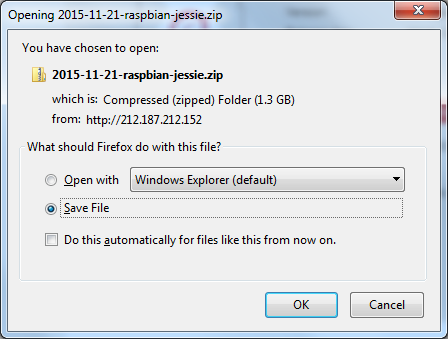 Opening 2015-11-21-raspbian-jessie.zip
You have chosen to open:
2015-11-21-raspbian-jessie.zip
which is: Compressed (zipped) Folder (1.3 GB)
from: http://212.187.212.152
What should Firefox do with this file?
Open with Windows Explorer (default)
Save File
Do this automatically for files like this from now on.
OK Cancel